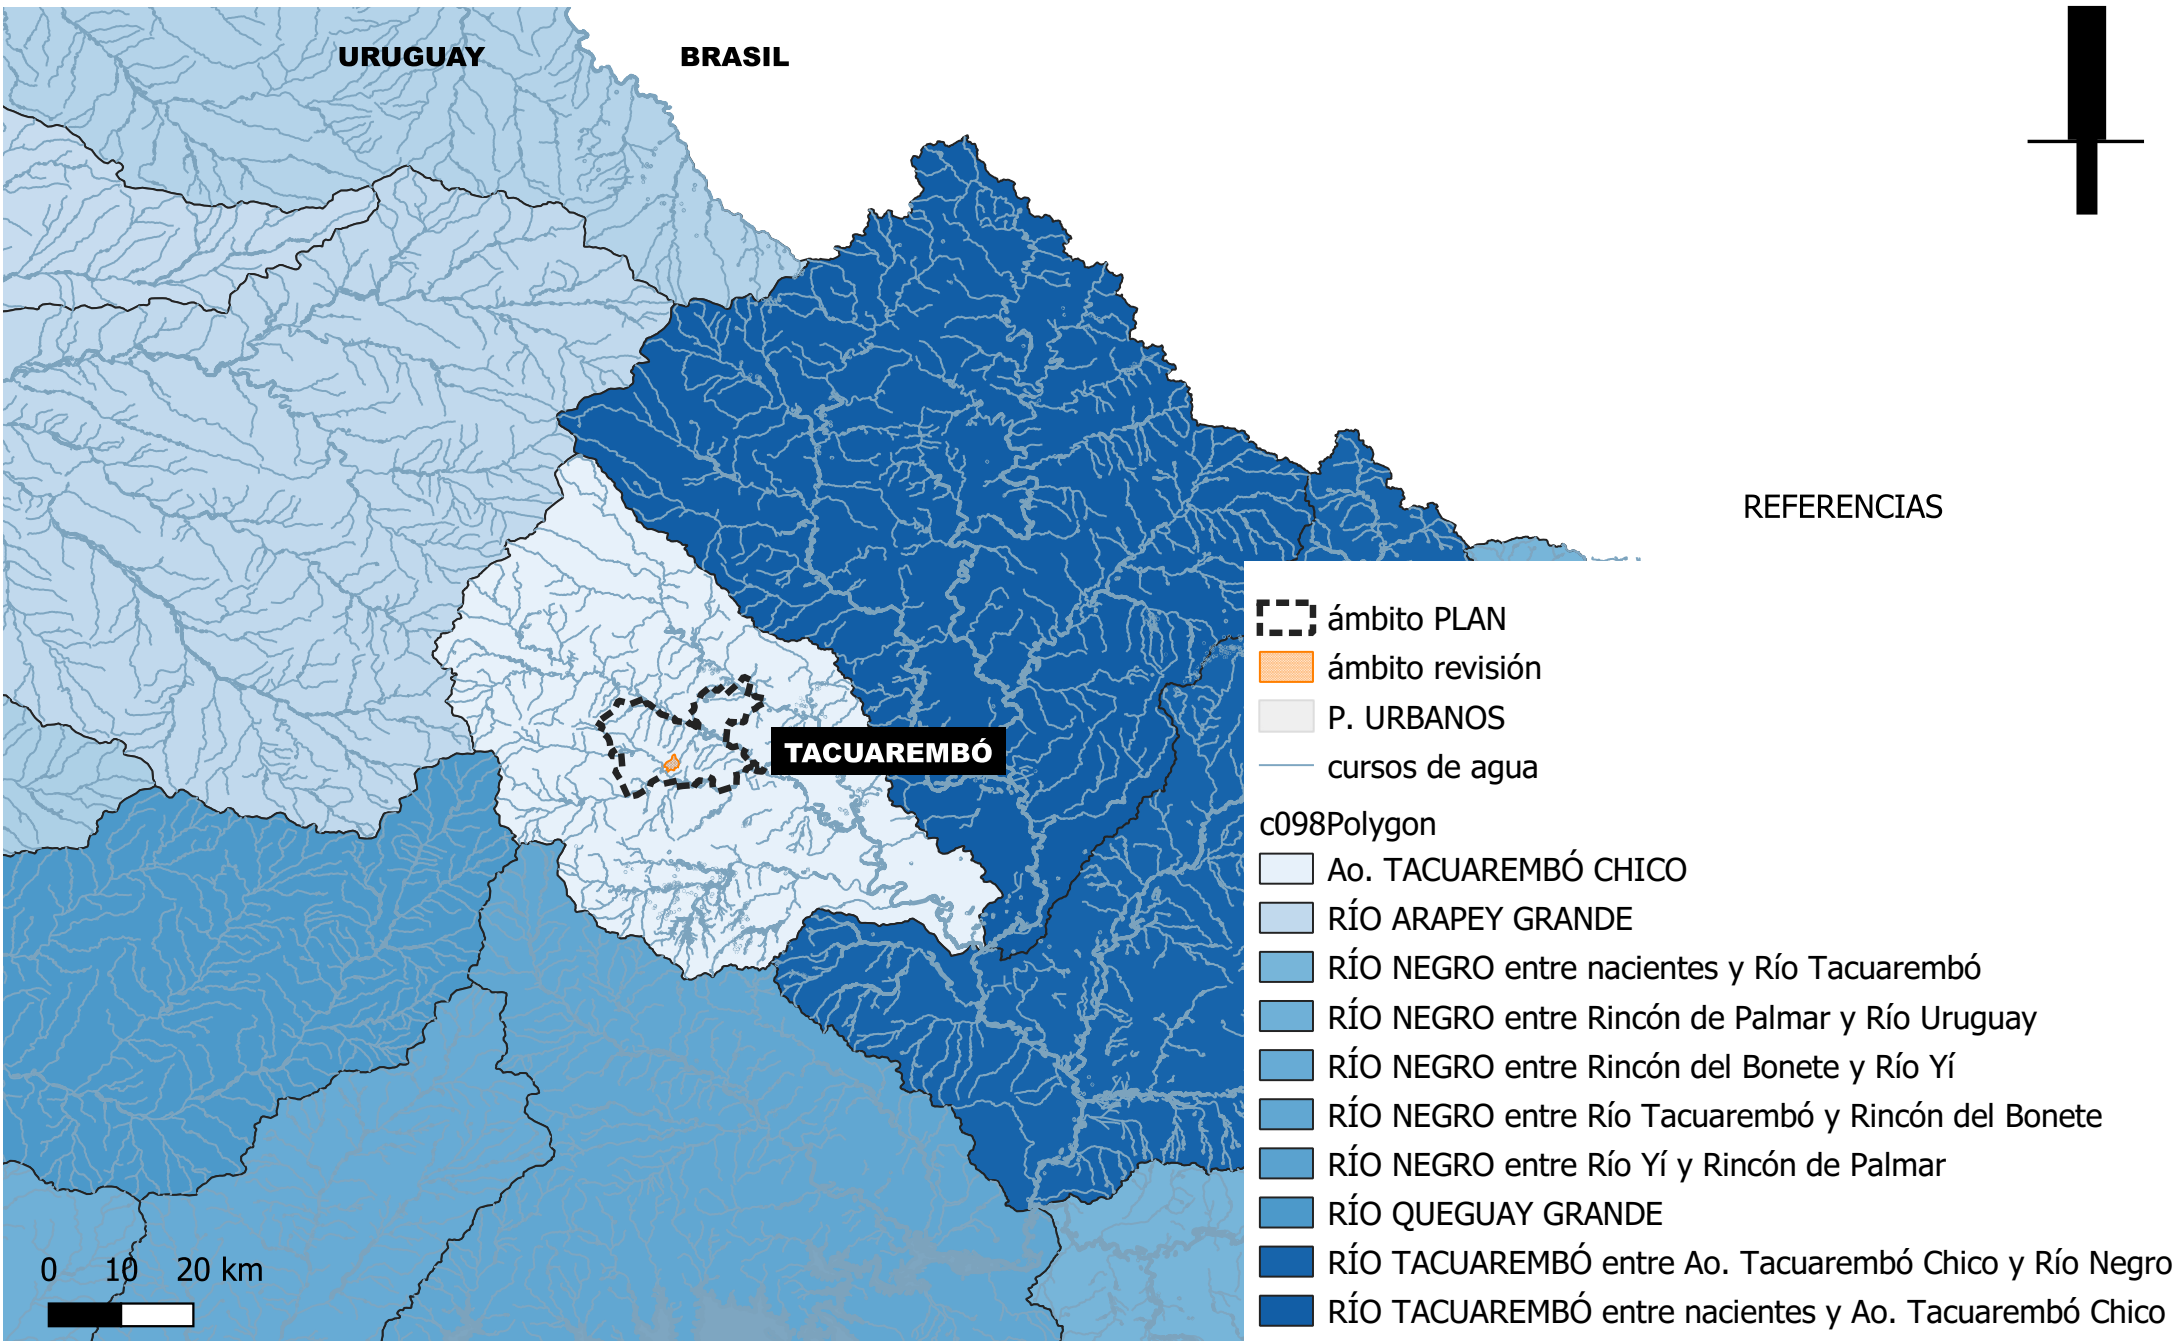 URUGUAY
BRASIL
TACUAREMBÓ
0 10 20 km
REFERENCIAS
ámbito PLAN
ámbito revisión
P. URBANOS
cursos de agua
c098Polygon
Ao. TACUAREMBÓ CHICO
RÍO ARAPEY GRANDE
RÍO NEGRO entre nacientes y Río Tacuarembó
RÍO NEGRO entre Rincón de Palmar y Río Uruguay
RÍO NEGRO entre Rincón del Bonete y Río Yí
RÍO NEGRO entre Río Tacuarembó y Rincón del Bonete
RÍO NEGRO entre Río Yí y Rincón de Palmar
RÍO QUEGUAY GRANDE
RÍO TACUAREMBÓ entre Ao. Tacuarembó Chico y Río Negro
RÍO TACUAREMBÓ entre nacientes y Ao. Tacuarembó Chico